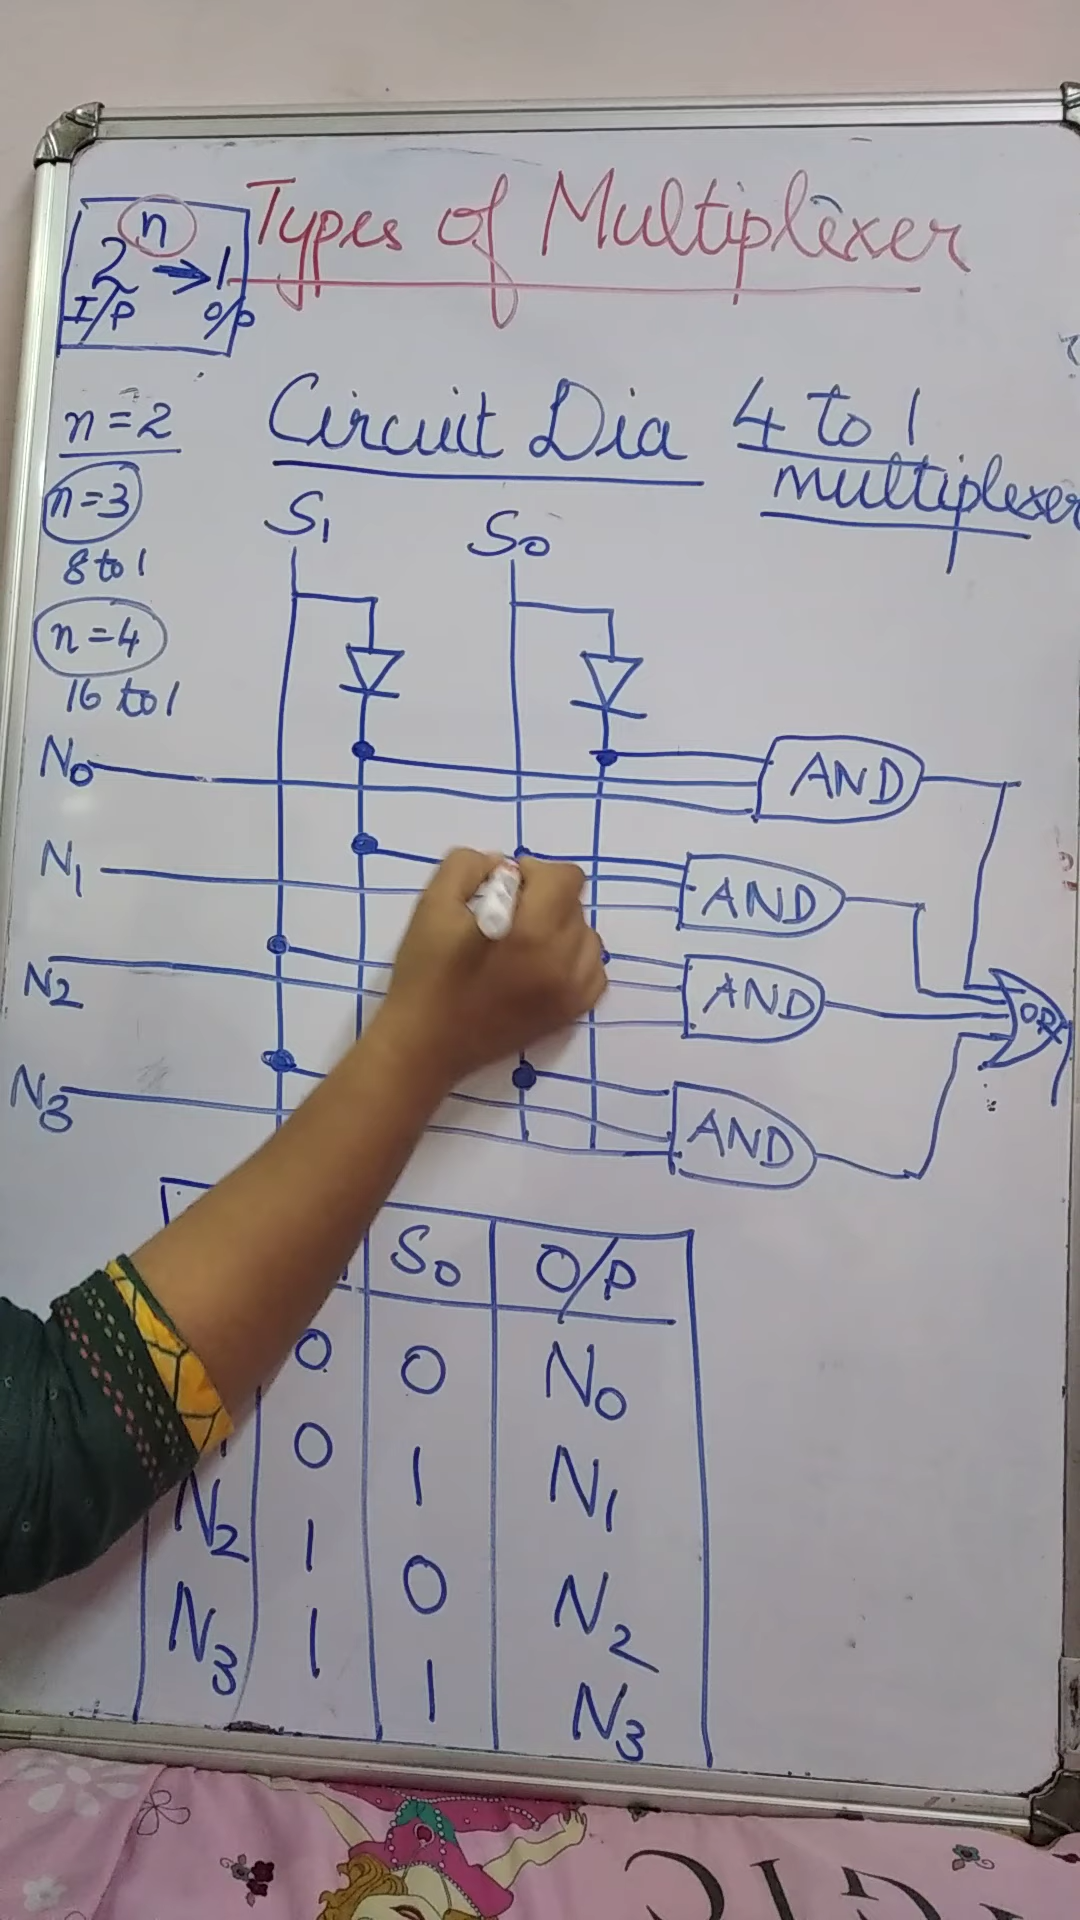 Types of Multiplexer
2 n → 1
I/P O/P
n=2
Circuit Dia 4 to 1
multiplexer
n=3
8 to 1
n=4
16 to 1
S1 S0
N0 AND
N1 AND
N2 AND OR
N3 AND
S0 O/P
0 0 N0
0 1 N1
N2 1 0 N2
N3 1 1 N3
GIC